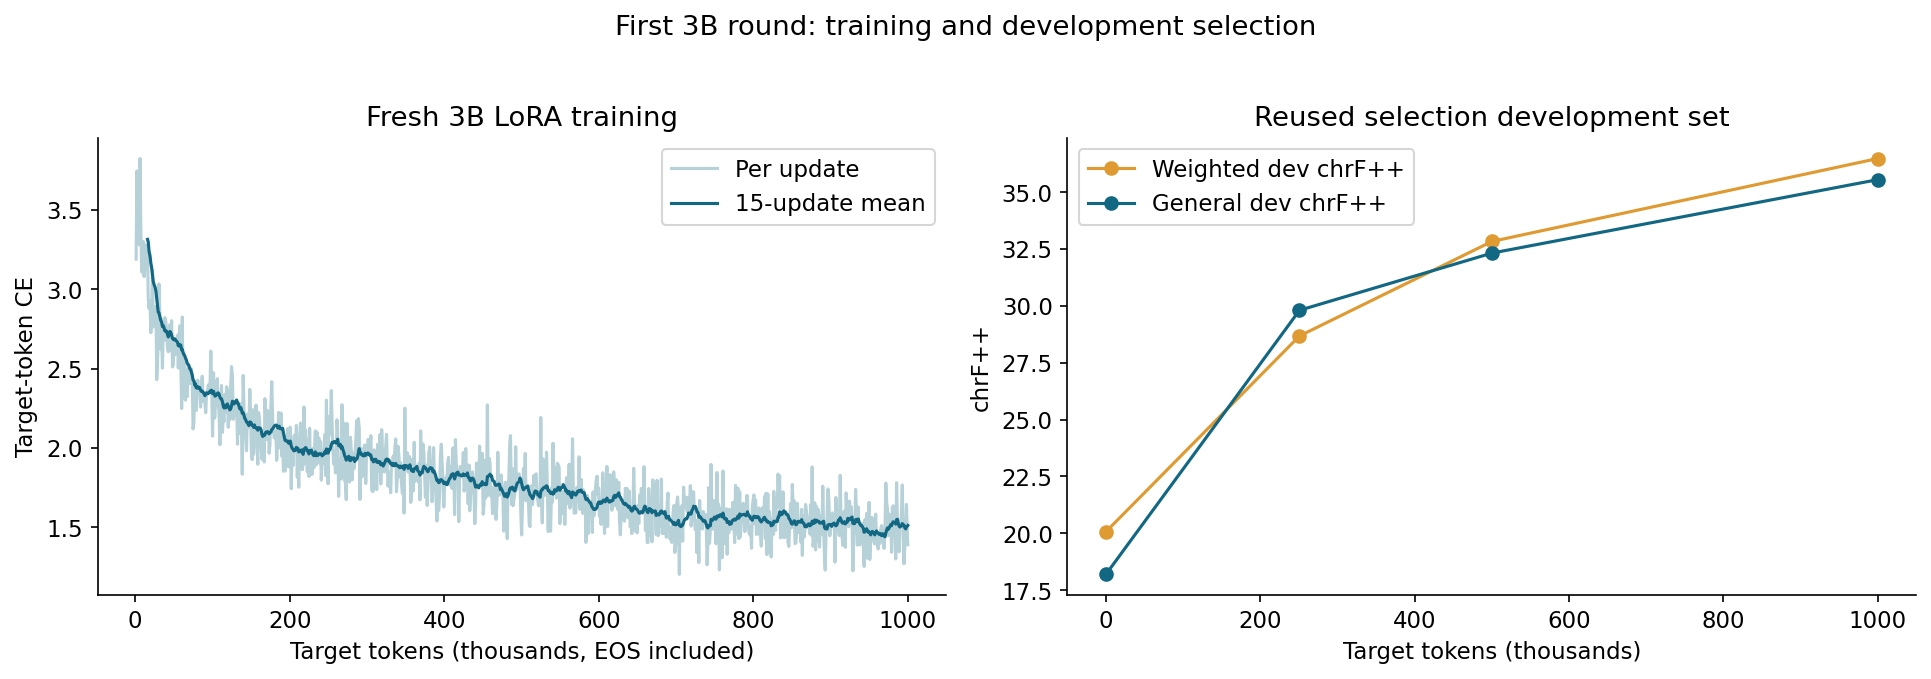 First 3B round: training and development selection
Fresh 3B LoRA training
Per update
15-update mean
3.5
3.0
2.5
2.0
1.5
Target-token CE
0 200 400 600 800 1000
Target tokens (thousands, EOS included)
Reused selection development set
Weighted dev chrF++
General dev chrF++
35.0
32.5
30.0
27.5
25.0
22.5
20.0
17.5
chrF++
0 200 400 600 800 1000
Target tokens (thousands)